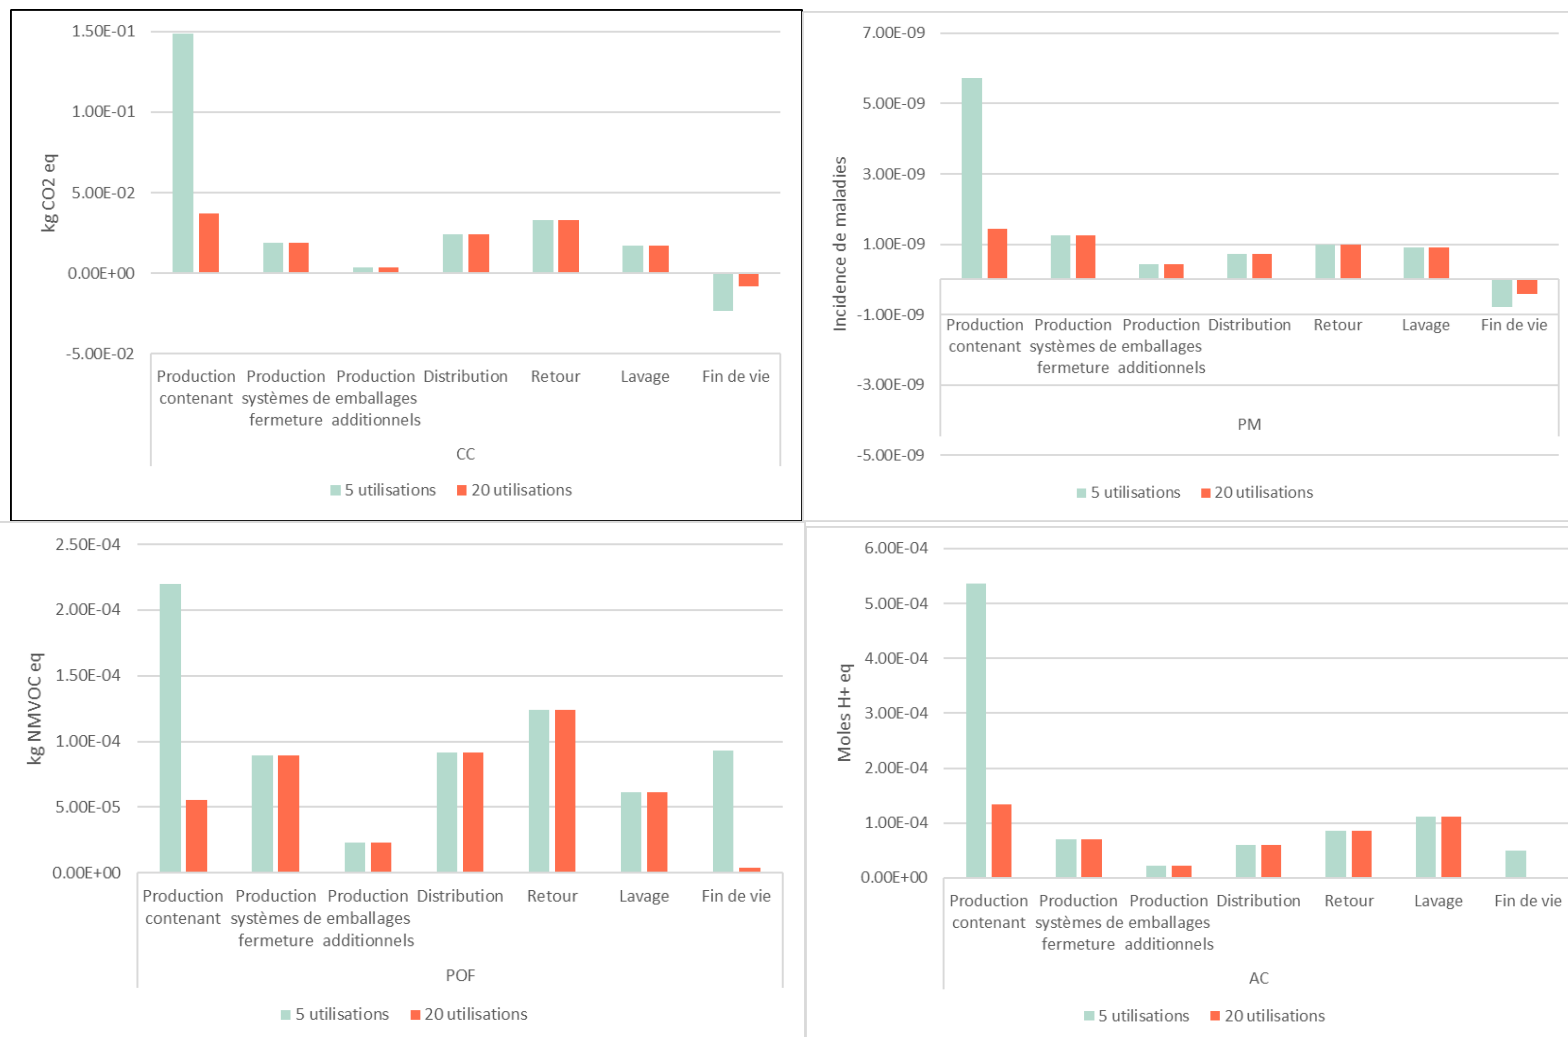 1.50E-01
1.00E-01
5.00E-02
0.00E+00
-5.00E-02
kg CO2 eq
Production Production Production Distribution Retour Lavage Fin de vie
contenant systèmes de emballages
fermeture additionnels
CC
5 utilisations 20 utilisations
7.00E-09
5.00E-09
3.00E-09
1.00E-09
-1.00E-09
-3.00E-09
-5.00E-09
Incidence de maladies
Production Production Production Distribution Retour Lavage Fin de vie
contenant systèmes de emballages
fermeture additionnels
PM
5 utilisations 20 utilisations
2.50E-04
2.00E-04
1.50E-04
1.00E-04
5.00E-05
0.00E+00
kg NMVOC eq
Production Production Production Distribution Retour Lavage Fin de vie
contenant systèmes de emballages
fermeture additionnels
POF
5 utilisations 20 utilisations
6.00E-04
5.00E-04
4.00E-04
3.00E-04
2.00E-04
1.00E-04
0.00E+00
Moles H+ eq
Production Production Production Distribution Retour Lavage Fin de vie
contenant systèmes de emballages
fermeture additionnels
AC
5 utilisations 20 utilisations